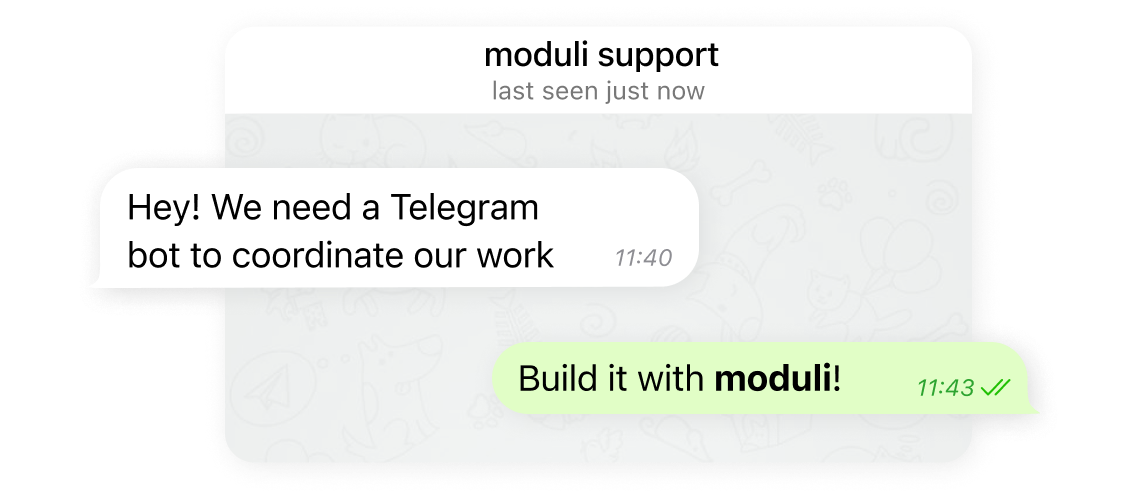 moduli support
last seen just now
Hey! We need a Telegram
bot to coordinate our work
11:40
Build it with moduli!
11:43